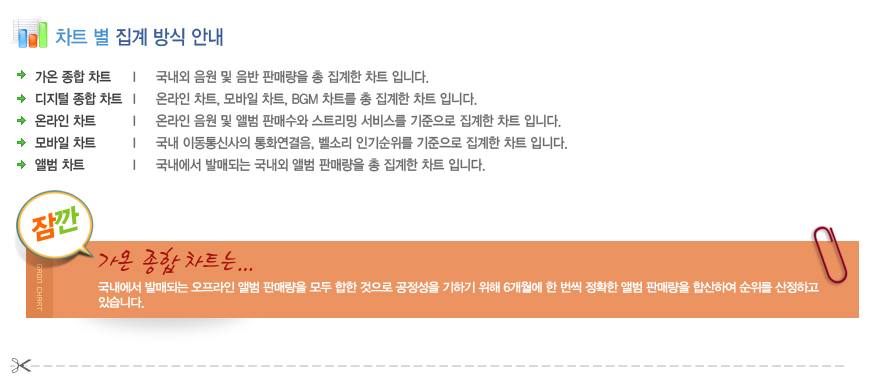 차트 별 집계 방식 안내
가온 종합 차트 | 국내외 음원 및 음반 판매량을 총 집계한 차트 입니다.
디지털 종합 차트 | 온라인 차트, 모바일 차트, BGM 차트를 총 집계한 차트 입니다.
온라인 차트 | 온라인 음원 및 앨범 판매수와 스트리밍 서비스를 기준으로 집계한 차트 입니다.
모바일 차트 | 국내 이동통신사의 통화연결음, 벨소리 인기순위를 기준으로 집계한 차트 입니다.
앨범 차트 | 국내에서 발매되는 국내외 앨범 판매량을 총 집계한 차트 입니다.
잠깐
가온 종합 차트는...
국내에서 발매되는 오프라인 앨범 판매량을 모두 합한 것으로 공정성을 기하기 위해 6개월에 한 번씩 정확한 앨범 판매량을 합산하여 순위를 산정하고
있습니다.